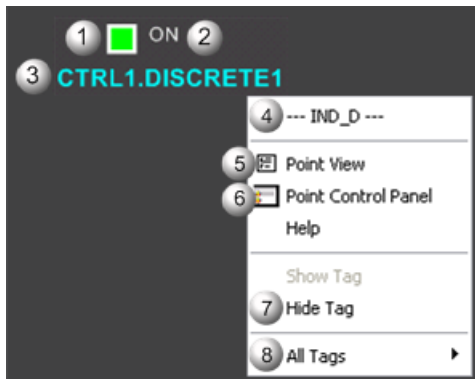 1 ON 2
3 CTRL1.DISCRETE1
4 --- IND_D ---
5 Point View
6 Point Control Panel
Help
Show Tag
7 Hide Tag
8 All Tags